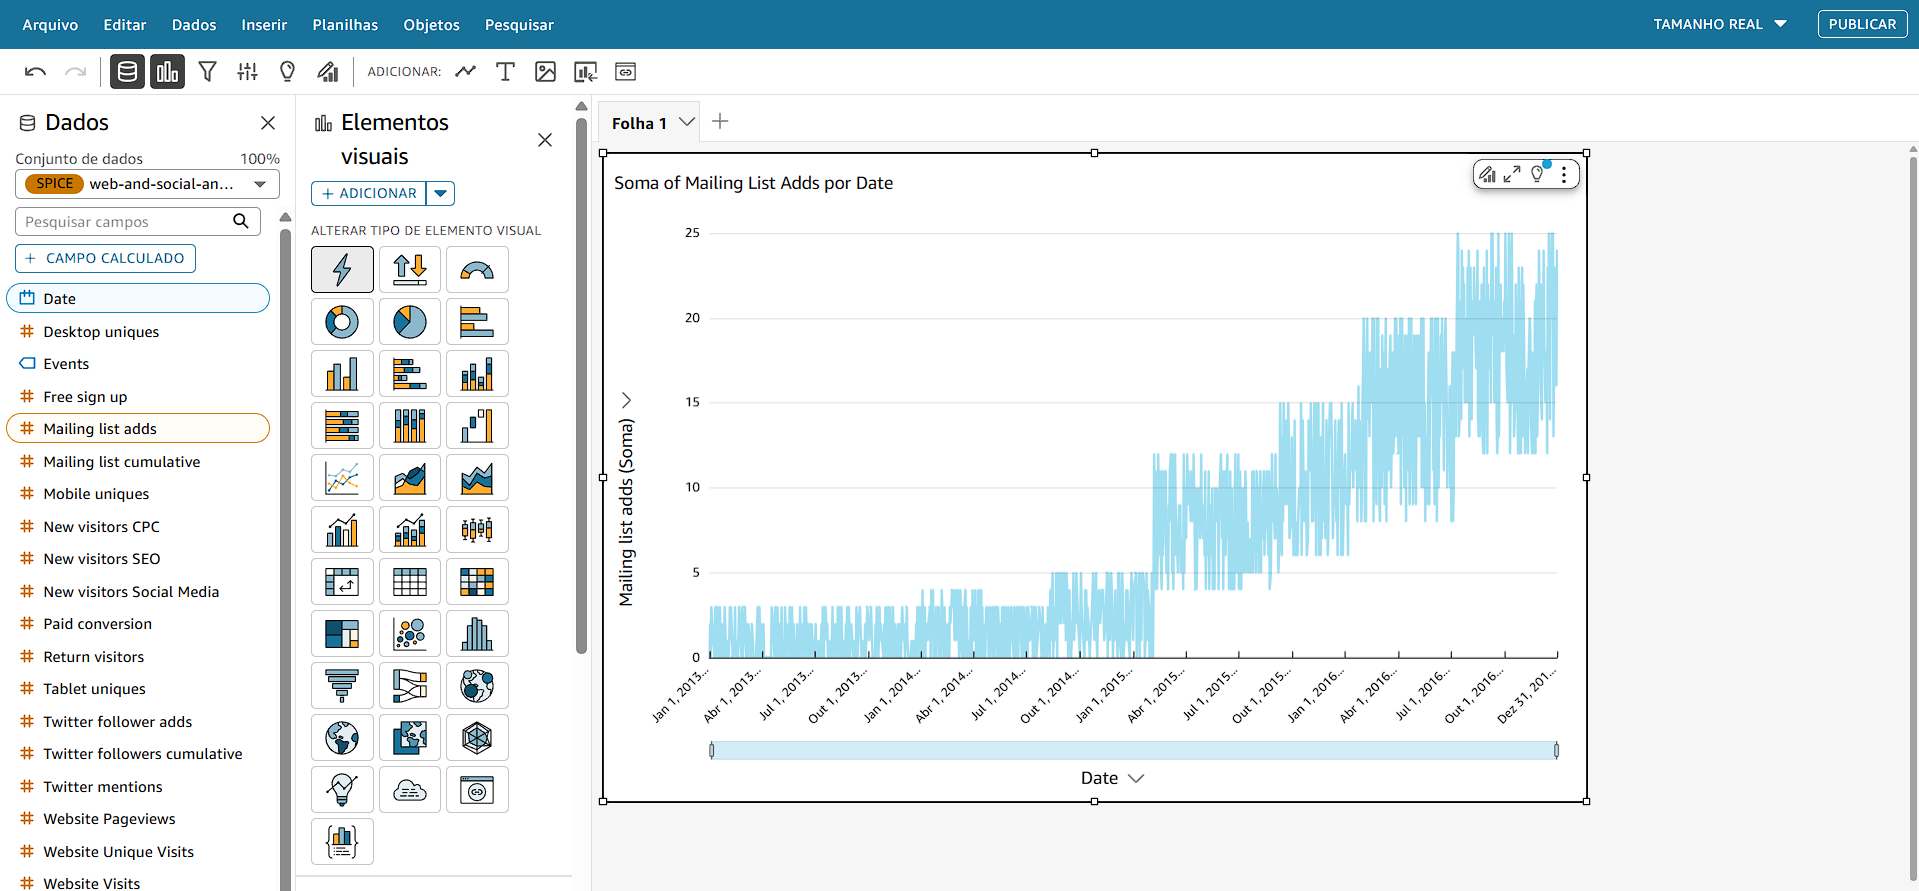 Arquivo Editar Dados Inserir Planilhas Objetos Pesquisar TAMANHO REAL PUBLICAR
ADICIONAR:
Dados
Conjunto de dados 100%
SPICE web-and-social-an...
Pesquisar campos
+ CAMPO CALCULADO
Date
Desktop uniques
Events
Free sign up
Mailing list adds
Mailing list cumulative
Mobile uniques
New visitors CPC
New visitors SEO
New visitors Social Media
Paid conversion
Return visitors
Tablet uniques
Twitter follower adds
Twitter followers cumulative
Twitter mentions
Website Pageviews
Website Unique Visits
Website Visits
Elementos
visuais
+ ADICIONAR
ALTERAR TIPO DE ELEMENTO VISUAL
Folha 1
Soma of Mailing List Adds por Date
Mailing list adds (Soma)
25
20
15
10
5
0
Jan 1, 2013...
Abr 1, 2013...
Jul 1, 2013...
Out 1, 2013...
Jan 1, 2014...
Abr 1, 2014...
Jul 1, 2014...
Out 1, 2014...
Jan 1, 2015...
Abr 1, 2015...
Jul 1, 2015...
Out 1, 2015...
Jan 1, 2016...
Abr 1, 2016...
Jul 1, 2016...
Out 1, 2016...
Dez 31, 201...
Date